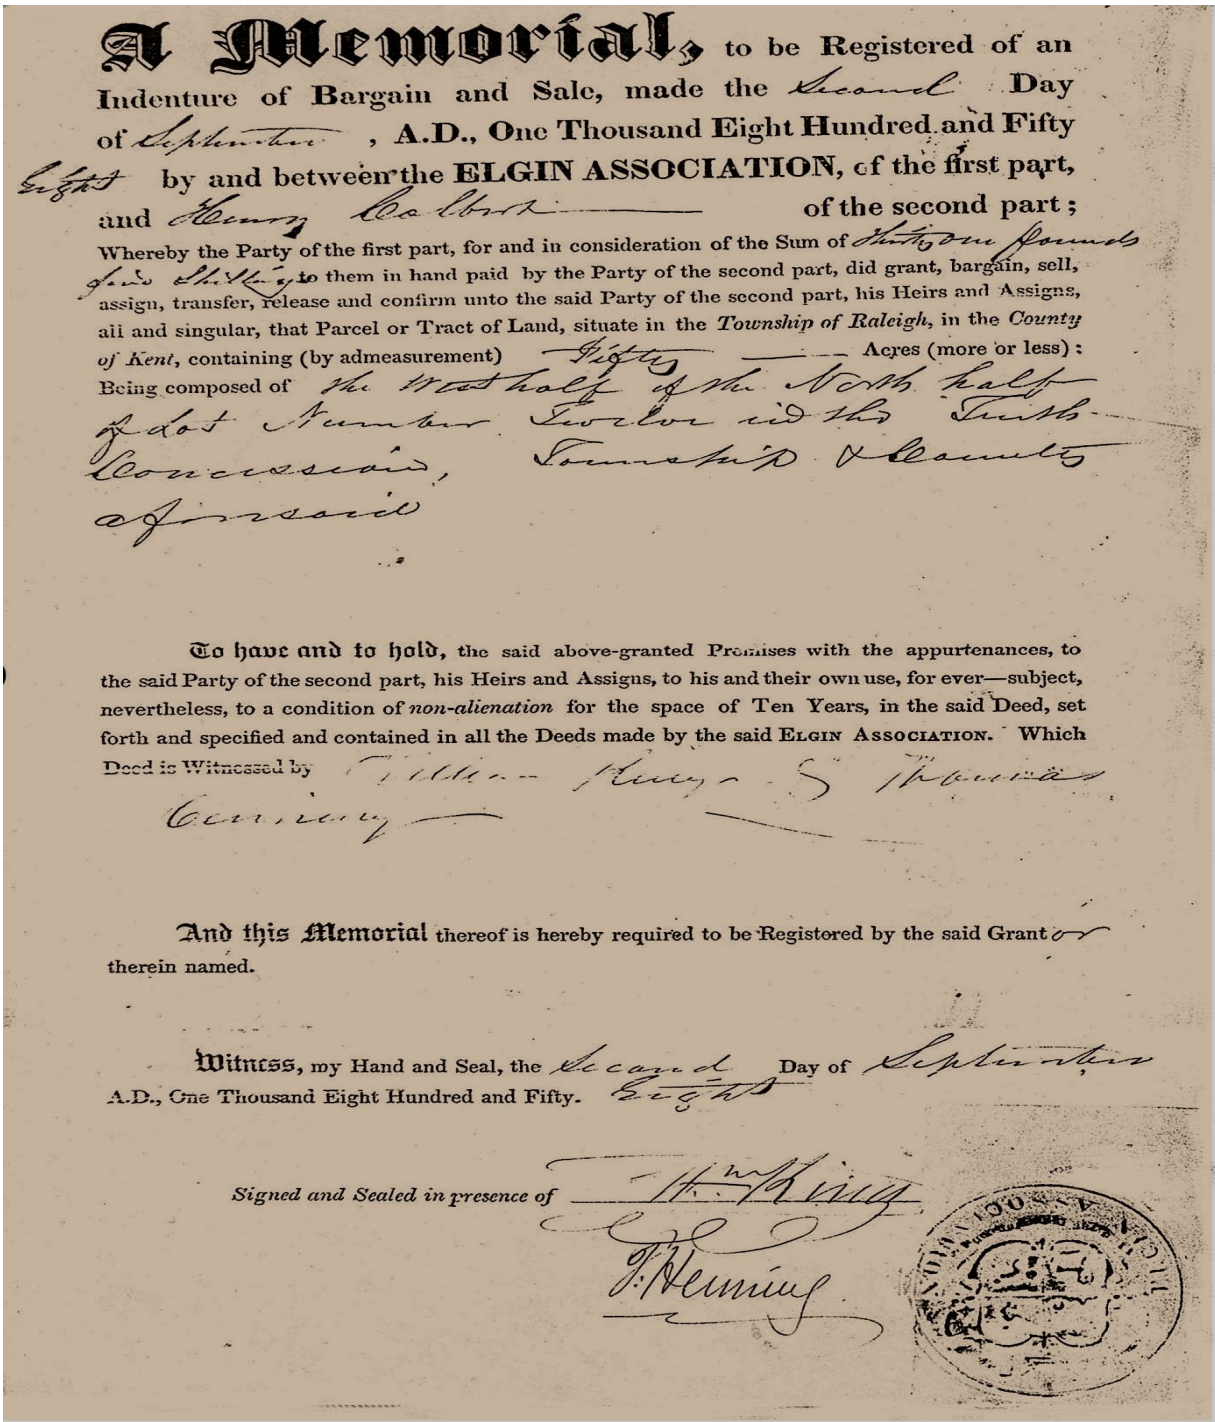 A Memorial, to be Registered of an
Indenture of Bargain and Sale, made the Second Day
of September, A.D., One Thousand Eight Hundred and Fifty
Eight by and between the ELGIN ASSOCIATION, of the first part,
and Henry Colbert of the second part;
Whereby the Party of the first part, for and in consideration of the Sum of Thirty one Pounds
five Shillings to them in hand paid by the Party of the second part, did grant, bargain, sell,
assign, transfer, release and confirm unto the said Party of the second part, his Heirs and Assigns,
all and singular, that Parcel or Tract of Land, situate in the Township of Raleigh, in the County
of Kent, containing (by admeasurement) Fifty Acres (more or less):
Being composed of the West half of the North half
of Lot Number Twelve in the Tenth
Concession, Township & County
aforesaid
To have and to hold, the said above-granted Premises with the appurtenances, to
the said Party of the second part, his Heirs and Assigns, to his and their own use, for ever—subject,
nevertheless, to a condition of non-alienation for the space of Ten Years, in the said Deed, set
forth and specified and contained in all the Deeds made by the said ELGIN ASSOCIATION. Which
Deed is Witnessed by William King & Thomas
And this Memorial thereof is hereby required to be Registered by the said Grantor
therein named.
Witness, my Hand and Seal, the Second Day of September
A.D., One Thousand Eight Hundred and Fifty. Eight
Signed and Sealed in presence of Wm King
T. Henning
ELGIN ASSOCIATION